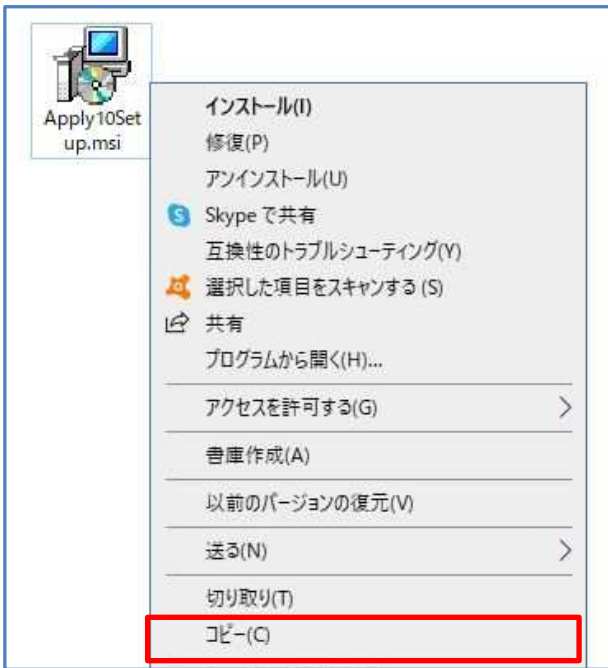 Apply10Set
up.msi
インストール(I)
修復(P)
アンインストール(U)
Skype で共有
互換性のトラブルシューティング(Y)
選択した項目をスキャンする (S)
共有
プログラムから開く(H)...
アクセスを許可する(G)
書庫作成(A)
以前のバージョンの復元(V)
送る(N)
切り取り(T)
コピー(C)